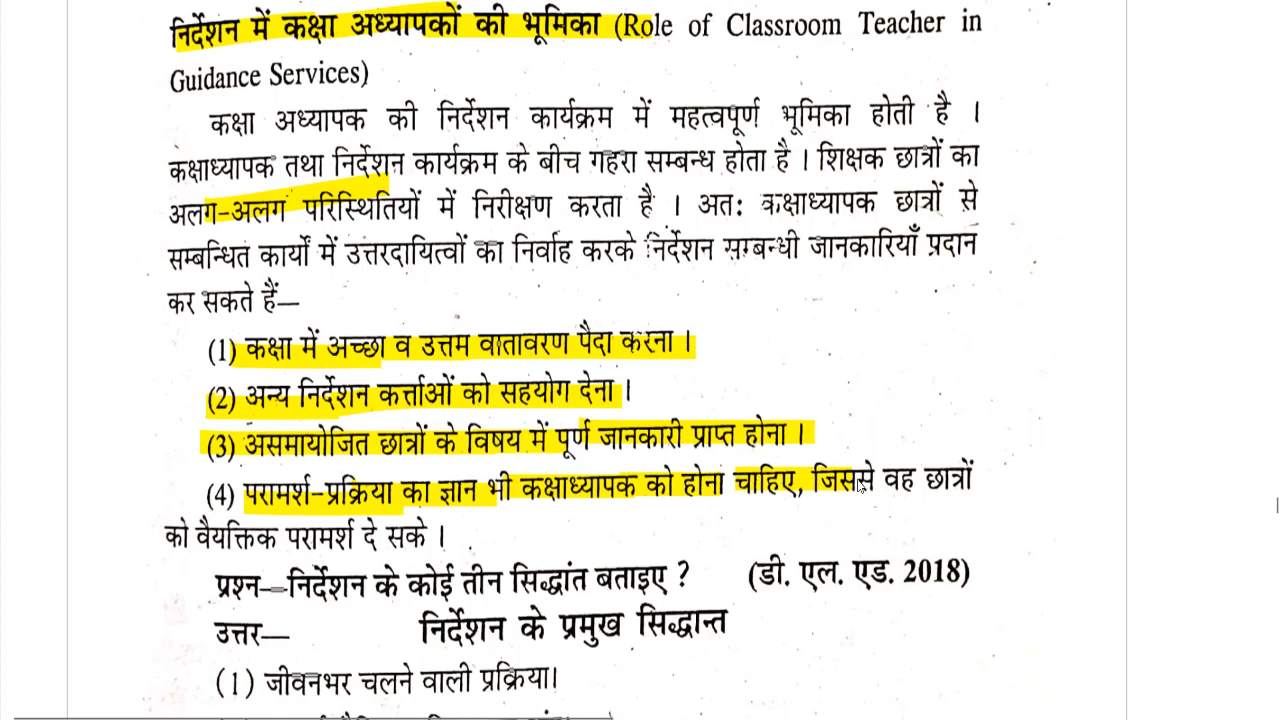 निर्देशन में कक्षा अध्यापकों की भूमिका (Role of Classroom Teacher in
Guidance Services)
कक्षा अध्यापक की निर्देशन कार्यक्रम में महत्वपूर्ण भूमिका होती है ।
कक्षाध्यापक तथा निर्देशन कार्यक्रम के बीच गहरा सम्बन्ध होता है । शिक्षक छात्रों का
अलग-अलग परिस्थितियों में निरीक्षण करता है । अतः कक्षाध्यापक छात्रों से
सम्बन्धित कार्यों में उत्तरदायित्वों का निर्वाह करके निर्देशन सम्बन्धी जानकारियाँ प्रदान
कर सकते हैं—
(1) कक्षा में अच्छा व उत्तम वातावरण पैदा करना ।
(2) अन्य निर्देशन कर्त्ताओं को सहयोग देना ।
(3) असमायोजित छात्रों के विषय में पूर्ण जानकारी प्राप्त होना ।
(4) परामर्श-प्रक्रिया का ज्ञान भी कक्षाध्यापक को होना चाहिए, जिससे वह छात्रों
को वैयक्तिक परामर्श दे सके ।
प्रश्न—निर्देशन के कोई तीन सिद्धांत बताइए ? (डी. एल. एड. 2018)
उत्तर— निर्देशन के प्रमुख सिद्धान्त
(1) जीवनभर चलने वाली प्रक्रिया।